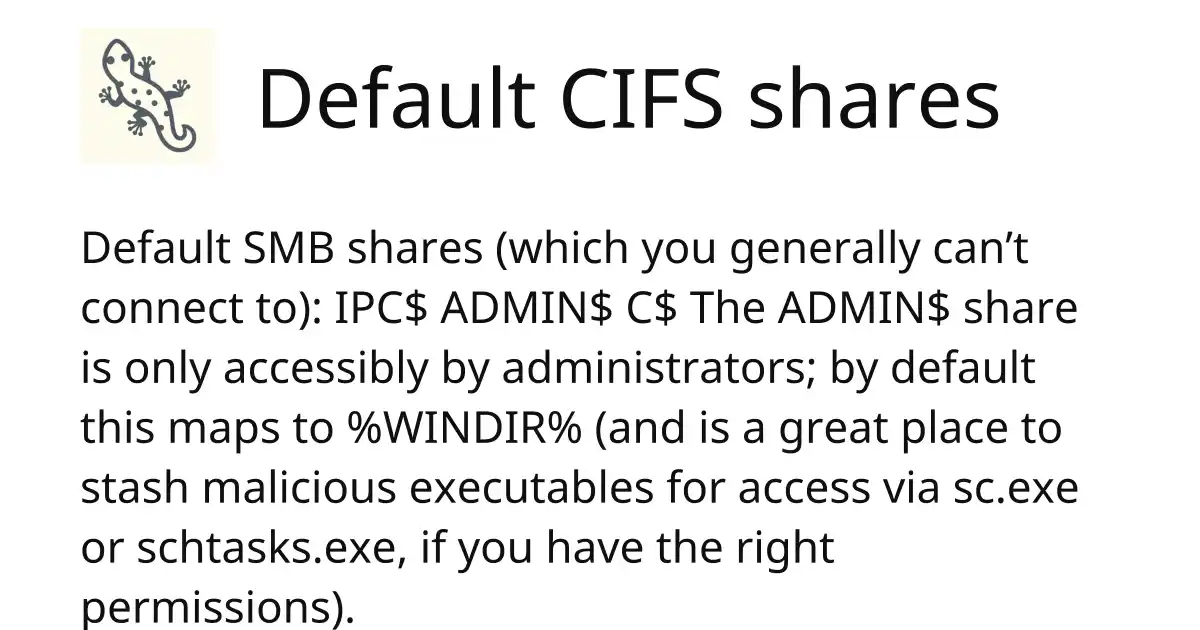 Default CIFS shares
Default SMB shares (which you generally can’t
connect to): IPC$ ADMIN$ C$ The ADMIN$ share
is only accessibly by administrators; by default
this maps to %WINDIR% (and is a great place to
stash malicious executables for access via sc.exe
or schtasks.exe, if you have the right
permissions).